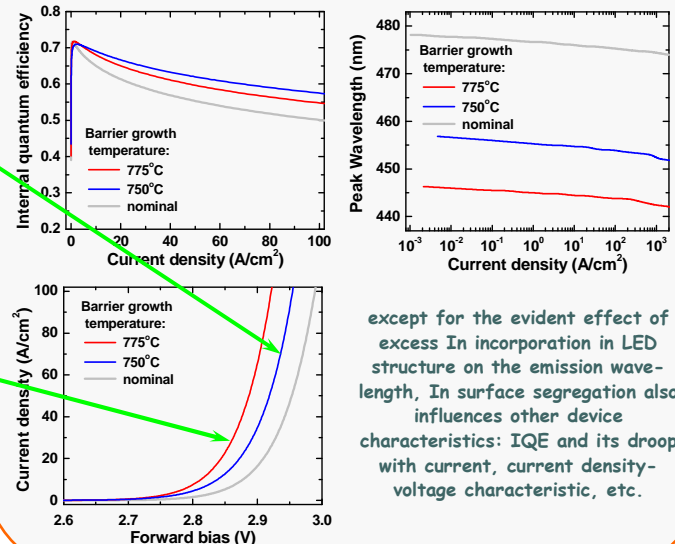 0.8
0.7
0.6
0.5
0.4
0.3
0.2
Internal quantum efficiency
Barrier growth
temperature:
775°C
750°C
nominal
0 20 40 60 80 100
Current density (A/cm²)
480
470
460
450
440
Peak Wavelength (nm)
Barrier growth
temperature:
775°C
750°C
nominal
10⁻³ 10⁻² 10⁻¹ 10⁰ 10¹ 10² 10³
Current density (A/cm²)
100
80
60
40
20
0
Current density (A/cm²)
Barrier growth
temperature:
775°C
750°C
nominal
2.6 2.7 2.8 2.9 3.0
Forward bias (V)
except for the evident effect of
excess In incorporation in LED
structure on the emission wave-
length, In surface segregation also
influences other device
characteristics: IQE and its droop
with current, current density-
voltage characteristic, etc.